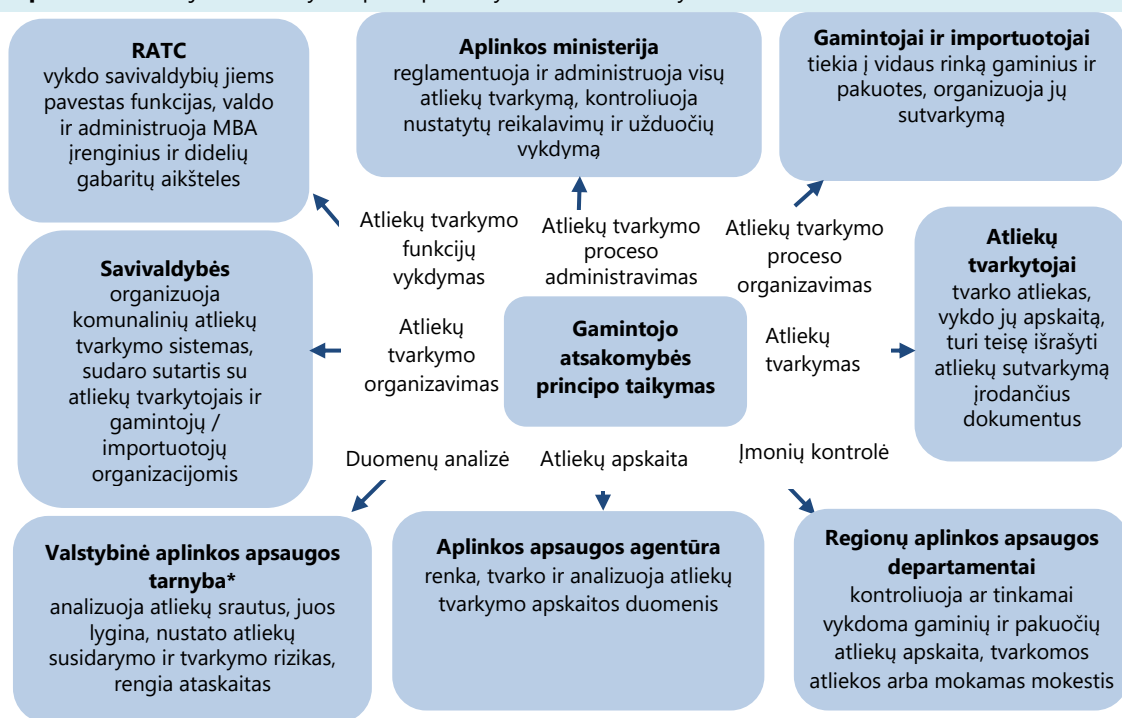 RATC
vykdo savivaldybių jiems
pavestas funkcijas, valdo
ir administruoja MBA
įrenginius ir didelių
gabaritų aikšteles
Aplinkos ministerija
reglamentuoja ir administruoja visų
atliekų tvarkymą, kontroliuoja
nustatytų reikalavimų ir užduočių
vykdymą
Gamintojai ir importuotojai
tiekia į vidaus rinką gaminius ir
pakuotes, organizuoja jų
sutvarkymą
Atliekų tvarkymo
funkcijų
vykdymas
Atliekų tvarkymo
proceso
administravimas
Atliekų tvarkymo
proceso
organizavimas
Savivaldybės
organizuoja
komunalinių atliekų
tvarkymo sistemas,
sudaro sutartis su
atliekų tvarkytojais ir
gamintojų /
importuotojų
organizacijomis
Atliekų
tvarkymo
organizavimas
Gamintojo
atsakomybės
principo taikymas
Atliekų
tvarkymas
Atliekų
tvarkytojai
tvarko atliekas,
vykdo jų apskaitą,
turi teisę išrašyti
atliekų sutvarkymą
įrodančius
dokumentus
Duomenų analizė
Atliekų apskaita
Įmonių kontrolė
Valstybinė aplinkos apsaugos
tarnyba*
analizuoja atliekų srautus, juos
lygina, nustato atliekų
susidarymo ir tvarkymo rizikas,
rengia ataskaitas
Aplinkos apsaugos agentūra
renka, tvarko ir analizuoja atliekų
tvarkymo apskaitos duomenis
Regionų aplinkos apsaugos
departamentai
kontroliuoja ar tinkamai
vykdoma gaminių ir pakuočių
atliekų apskaita, tvarkomos
atliekos arba mokamas mokestis